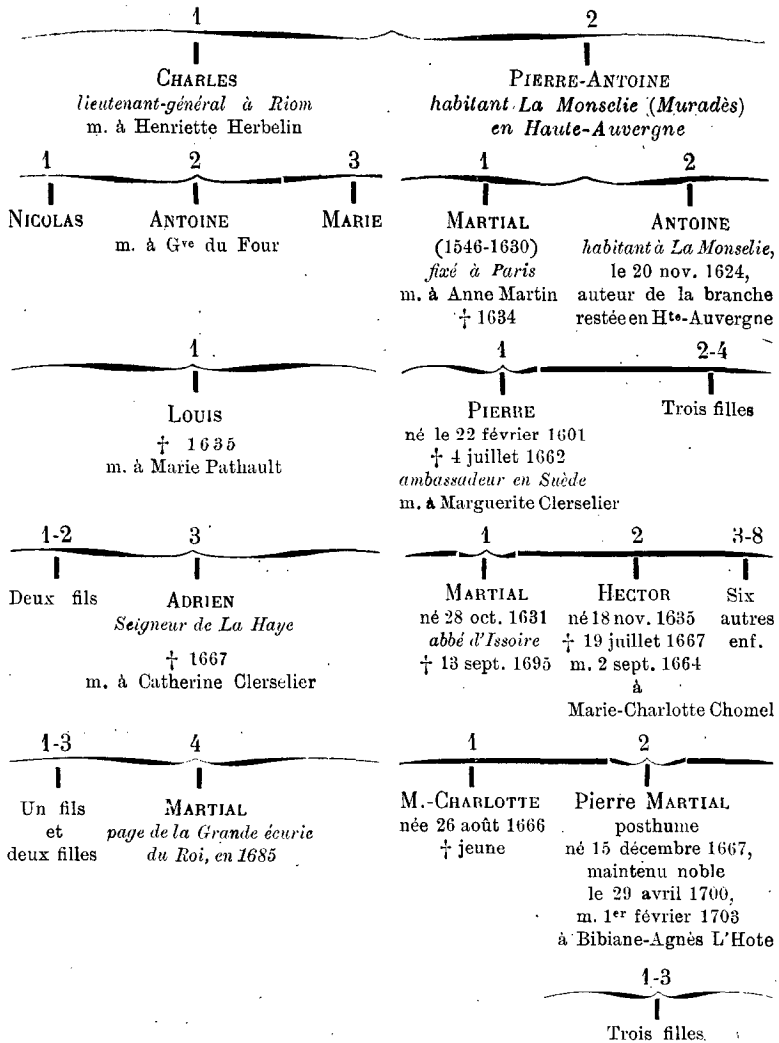 1 2
CHARLES
lieutenant-général à Riom
m. à Henriette Herbelin
PIERRE-ANTOINE
habitant La Monselie (Muradès)
en Haute-Auvergne
1 2 3
NICOLAS ANTOINE MARIE
m. à Gve du Four
1 2
MARTIAL
(1546-1630)
fixé à Paris
m. à Anne Martin
† 1634
ANTOINE
habitant à La Monselie,
le 20 nov. 1624,
auteur de la branche
restée en Hte-Auvergne
1
LOUIS
† 1635
m. à Marie Pathault
1 2-4
PIERRE
né le 22 février 1601
† 4 juillet 1662
ambassadeur en Suède
m. à Marguerite Clerselier
Trois filles
1-2 3
Deux fils
ADRIEN
Seigneur de La Haye
† 1667
m. à Catherine Clerselier
1 2 3-8
MARTIAL
né 28 oct. 1631
abbé d'Issoire
† 13 sept. 1695
HECTOR
né 18 nov. 1635
† 19 juillet 1667
m. 2 sept. 1664
à
Marie-Charlotte Chomel
Six
autres
enf.
1-3 4
Un fils
et
deux filles
MARTIAL
page de la Grande écurie
du Roi, en 1685
1 2
M.-CHARLOTTE
née 26 août 1666
† jeune
Pierre MARTIAL
posthume
né 15 décembre 1667,
maintenu noble
le 29 avril 1700,
m. 1er février 1703
à Bibiane-Agnès L'Hote
1-3
Trois filles